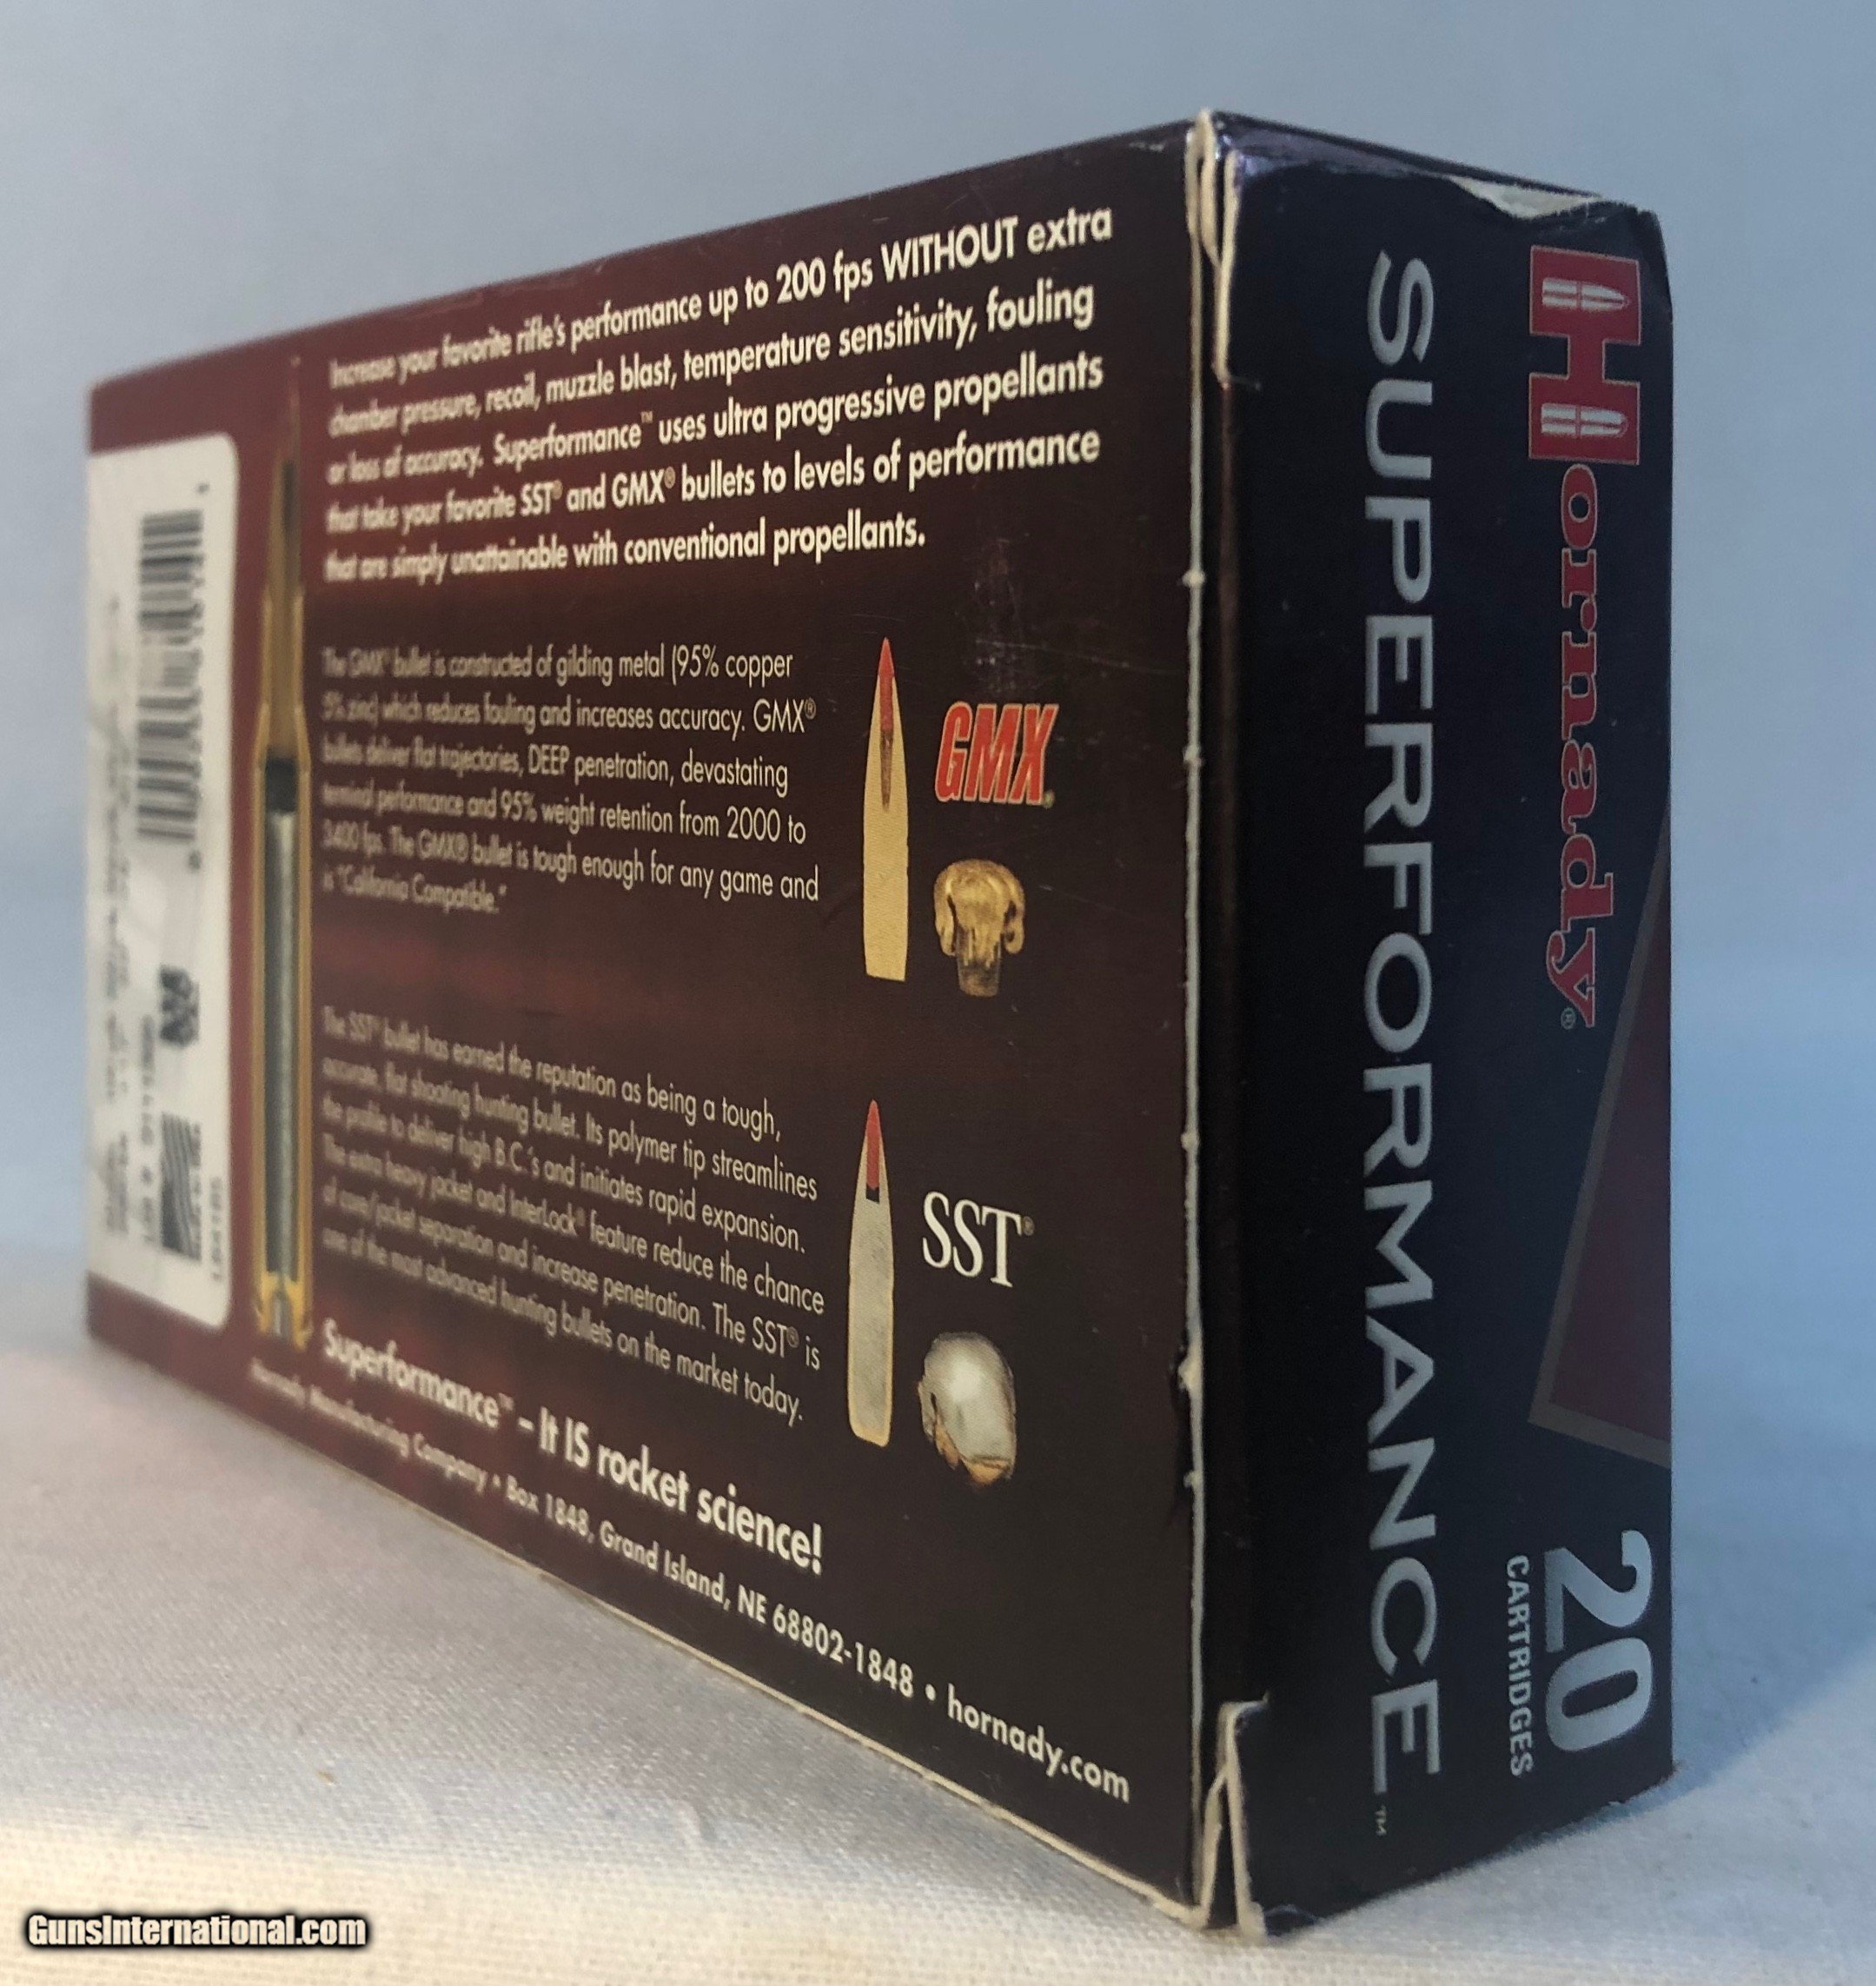 Increase your favorite rifle's performance up to 200 fps WITHOUT extra
chamber pressure, recoil, muzzle blast, temperature sensitivity, fouling
or loss of accuracy. Superformance™ uses ultra progressive propellants
that take your favorite SST® and GMX® bullets to levels of performance
that are simply unattainable with conventional propellants.
The GMX® bullet is constructed of gilding metal (95% copper
5% zinc) which reduces fouling and increases accuracy. GMX®
bullets deliver flat trajectories, DEEP penetration, devastating
terminal performance and 95% weight retention from 2000 to
3400 fps. The GMX® bullet is tough enough for any game and
is "California Compatible."
GMX®
The SST® bullet has earned the reputation as being a tough,
accurate, flat shooting hunting bullet. Its polymer tip streamlines
the profile to deliver high B.C.'s and initiates rapid expansion.
The extra heavy jacket and InterLock® feature reduce the chance
of core/jacket separation and increase penetration. The SST® is
one of the most advanced hunting bullets on the market today.
SST®
Superformance™ – It IS rocket science!
Hornady Manufacturing Company • Box 1848, Grand Island, NE 68802-1848 • hornady.com
Hornady®
SUPERFORMANCE™
20
CARTRIDGES
GunsInternational.com